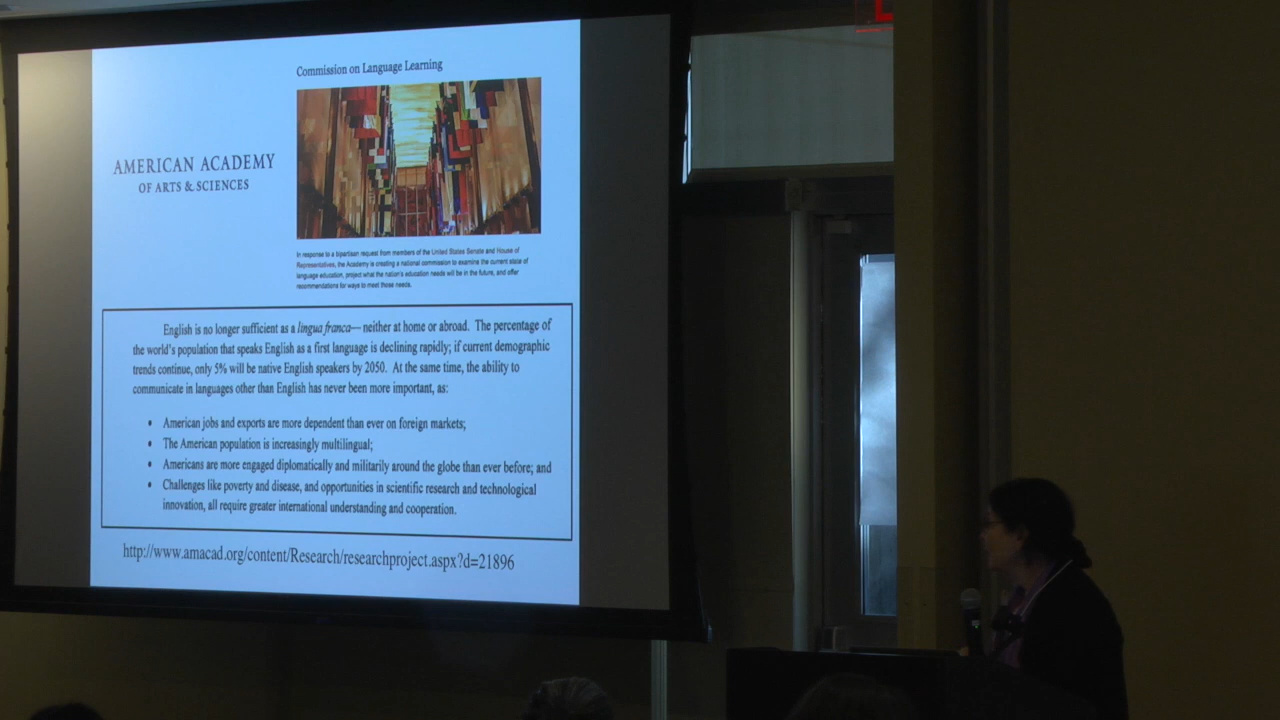 Commission on Language Learning
AMERICAN ACADEMY
OF ARTS & SCIENCES
In response to a bipartisan request from members of the United States Senate and House of
Representatives, the Academy is creating a national commission to examine the current state of
language education, project what the nation's education needs will be in the future, and offer
recommendations for ways to meet those needs.
English is no longer sufficient as a lingua franca— neither at home or abroad. The percentage of
the world's population that speaks English as a first language is declining rapidly; if current demographic
trends continue, only 5% will be native English speakers by 2050. At the same time, the ability to
communicate in languages other than English has never been more important, as:
• American jobs and exports are more dependent than ever on foreign markets;
• The American population is increasingly multilingual;
• Americans are more engaged diplomatically and militarily around the globe than ever before; and
• Challenges like poverty and disease, and opportunities in scientific research and technological
innovation, all require greater international understanding and cooperation.
http://www.amacad.org/content/Research/researchproject.aspx?d=21896